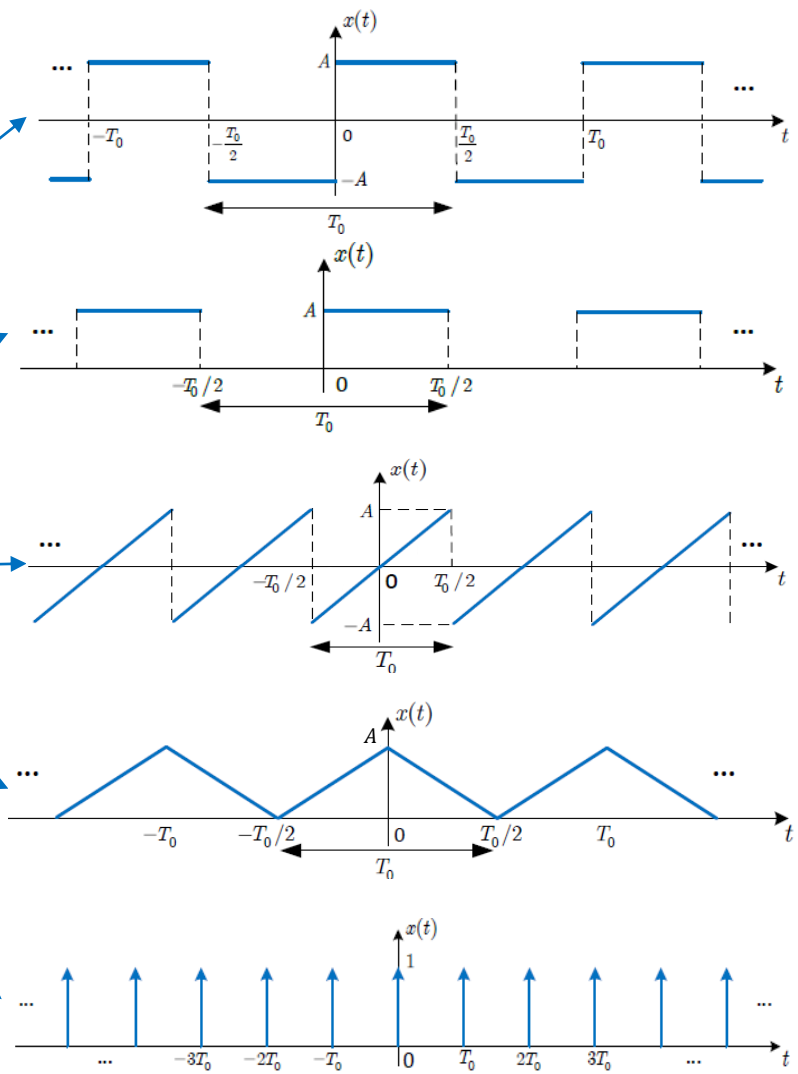 x(t)
... A ...
−T₀ −T₀/2 0 T₀/2 T₀ t
−A
T₀
x(t)
... A ...
−T₀/2 0 T₀/2 t
T₀
x(t)
A
... ...
−T₀/2 0 T₀/2 t
−A
T₀
x(t)
A
... ...
−T₀ −T₀/2 0 T₀/2 T₀ t
T₀
x(t)
1
... ...
... −3T₀ −2T₀ −T₀ 0 T₀ 2T₀ 3T₀ ... t